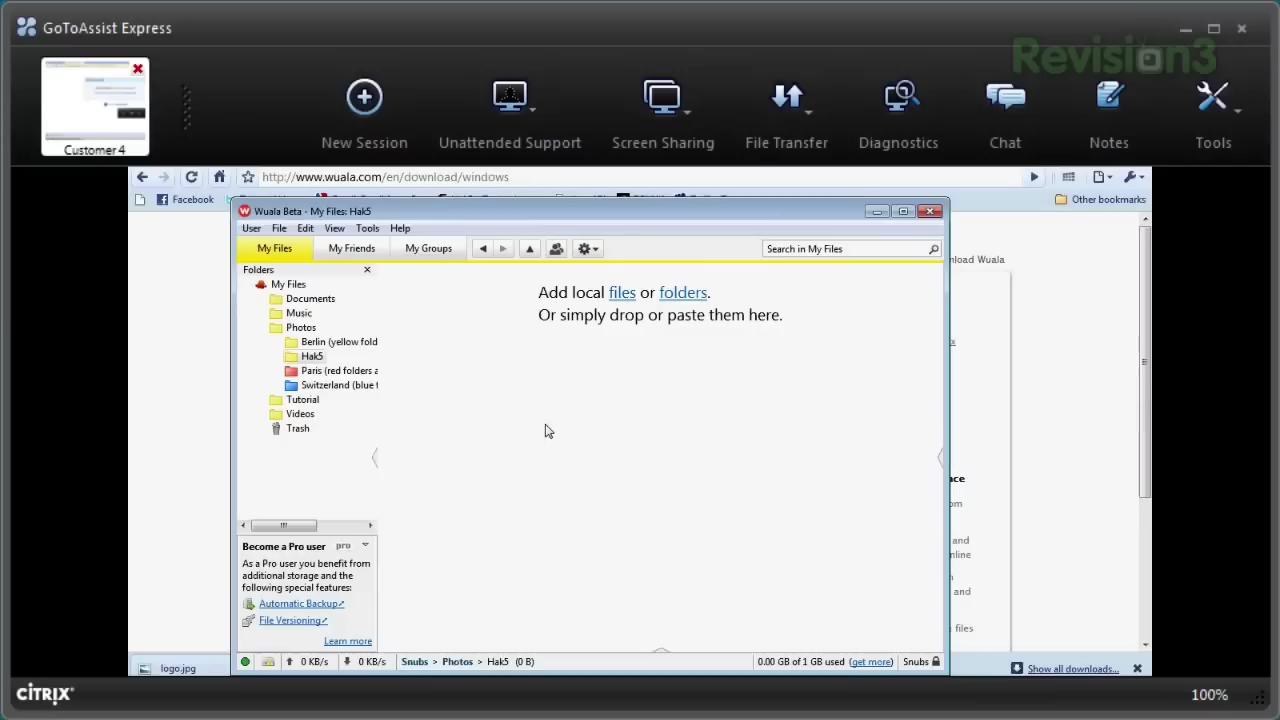 GoToAssist Express
Revision3
Customer 4
New Session
Unattended Support
Screen Sharing
File Transfer
Diagnostics
Chat
Notes
Tools
http://www.wuala.com/en/download/windows
Facebook
Other bookmarks
Wuala Beta - My Files: Hak5
User File Edit View Tools Help
My Files My Friends My Groups
Search in My Files
nload Wuala
Folders
My Files
Documents
Music
Photos
Berlin (yellow fold
Hak5
Paris (red folders a
Switzerland (blue t
Tutorial
Videos
Trash
Add local files or folders.
Or simply drop or paste them here.
ce
om
and
nline
and
files
Become a Pro user pro
As a Pro user you benefit from
additional storage and the
following special features:
Automatic Backup
File Versioning
Learn more
0 KB/s 0 KB/s Snubs > Photos > Hak5 (0 B) 0.00 GB of 1 GB used (get more) Snubs
logo.jpg
Show all downloads...
CITRIX
100%